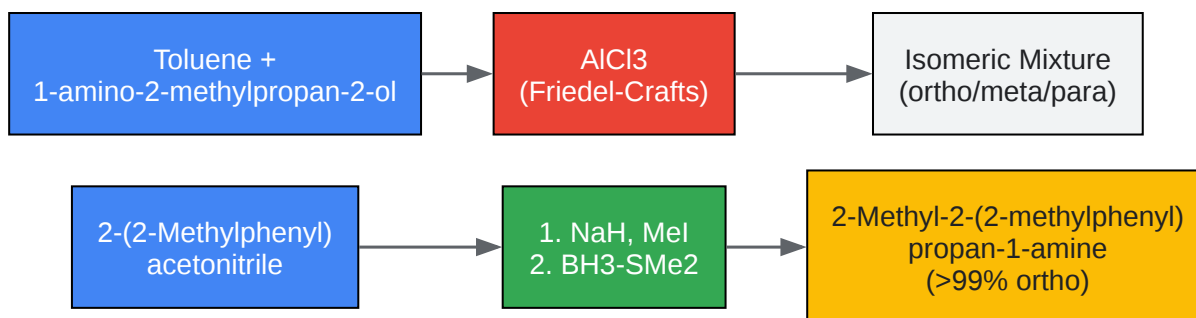 Toluene +
1-amino-2-methylpropan-2-ol
AlCl3
(Friedel-Crafts)
Isomeric Mixture
(ortho/meta/para)
2-(2-Methylphenyl)
acetonitrile
1. NaH, MeI
2. BH3-SMe2
2-Methyl-2-(2-methylphenyl)
propan-1-amine
(>99% ortho)